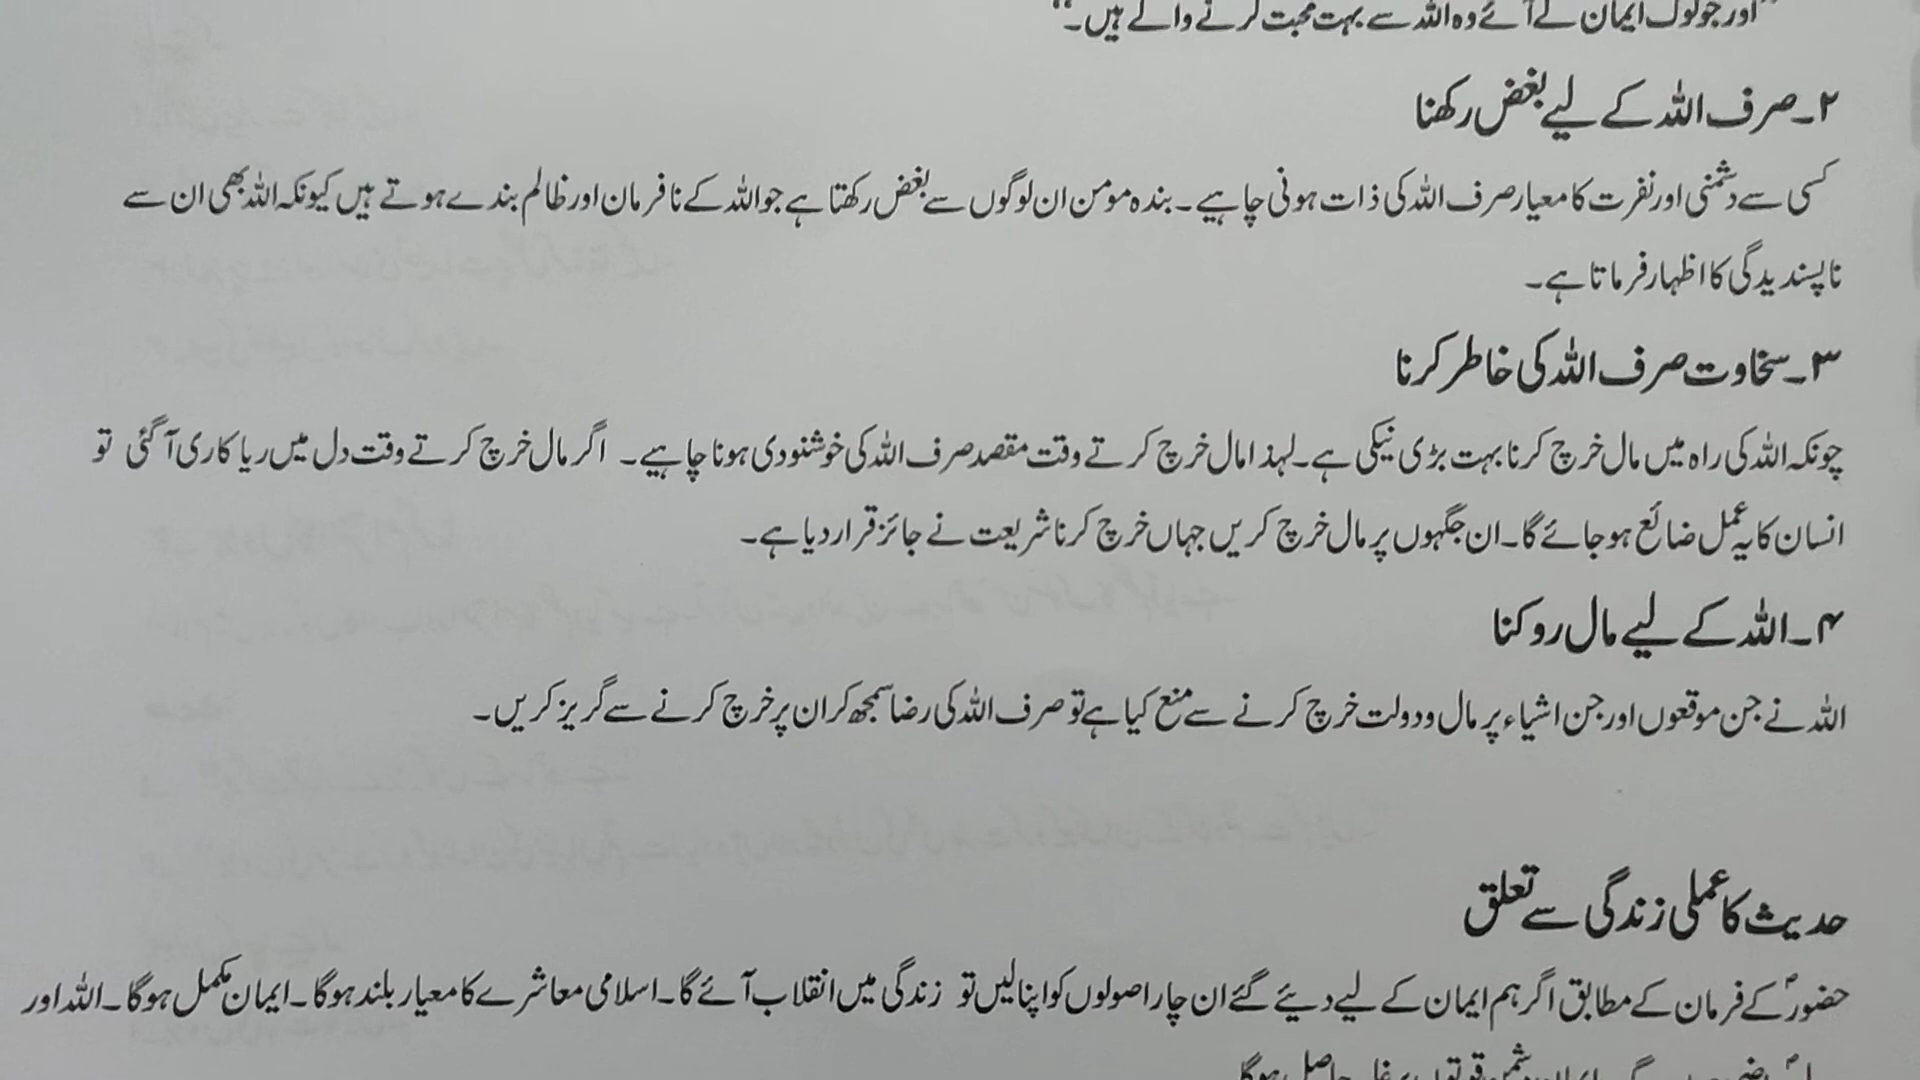 "اور جو لوگ ایمان لے آئے وہ اللہ سے بہت محبت کرنے والے ہیں۔"
۲۔ صرف اللہ کے لیے بغض رکھنا
کسی سے دشمنی اور نفرت کا معیار صرف اللہ کی ذات ہونی چاہیے۔ بندہ مومن ان لوگوں سے بغض رکھتا ہے جو اللہ کے نافرمان اور ظالم بندے ہوتے ہیں کیونکہ اللہ بھی ان سے
ناپسندیدگی کا اظہار فرماتا ہے۔
۳۔ سخاوت صرف اللہ کی خاطر کرنا
چونکہ اللہ کی راہ میں مال خرچ کرنا بہت بڑی نیکی ہے۔ لہذا مال خرچ کرتے وقت مقصد صرف اللہ کی خوشنودی ہونا چاہیے۔ اگر مال خرچ کرتے وقت دل میں ریا کاری آ گئی تو
انسان کا یہ عمل ضائع ہو جائے گا۔ ان جگہوں پر مال خرچ کریں جہاں خرچ کرنا شریعت نے جائز قرار دیا ہے۔
۴۔ اللہ کے لیے مال روکنا
اللہ نے جن موقعوں اور جن اشیاء پر مال و دولت خرچ کرنے سے منع کیا ہے تو صرف اللہ کی رضا سمجھ کر ان پر خرچ کرنے سے گریز کریں۔
حدیث کا عملی زندگی سے تعلق
حضورؐ کے فرمان کے مطابق اگر ہم ایمان کے لیے دیئے گئے ان چار اصولوں کو اپنا لیں تو زندگی میں انقلاب آئے گا۔ اسلامی معاشرے کا معیار بلند ہوگا۔ ایمان مکمل ہوگا۔ اللہ اور
حاصل ہوگا